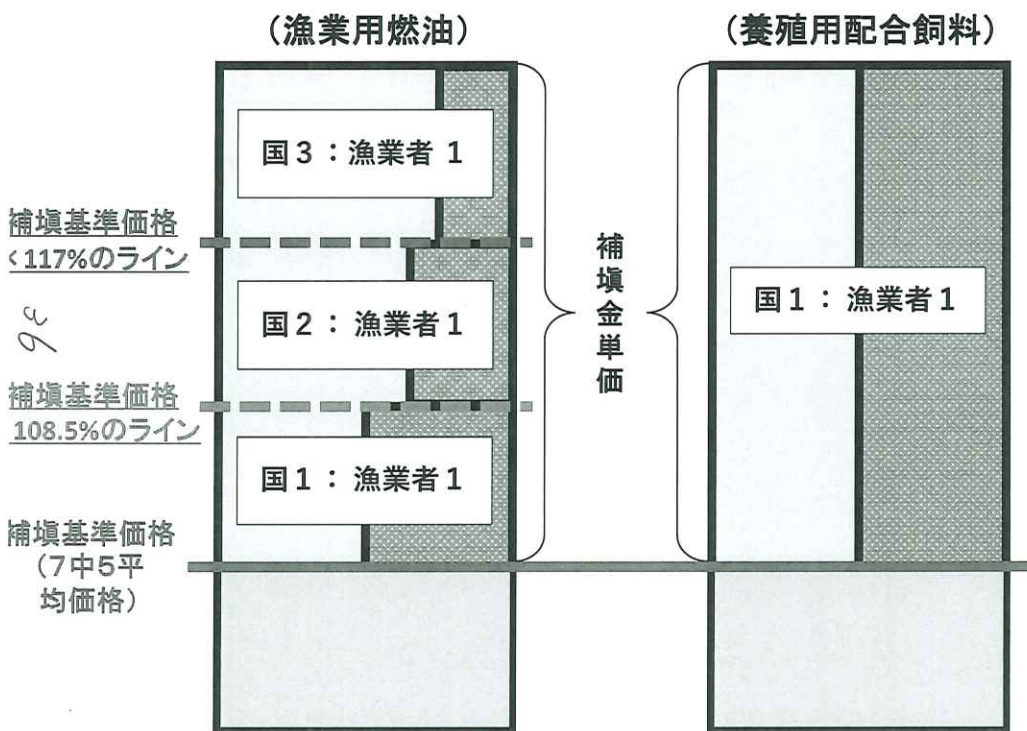 （漁業用燃油）
（養殖用配合飼料）
国３：漁業者 1
補填基準価格
117%のライン
国２：漁業者１
補填基準価格
108.5%のライン
国１：漁業者１
補填基準価格
（7中5平
均価格）
補填金単価
国１：漁業者１